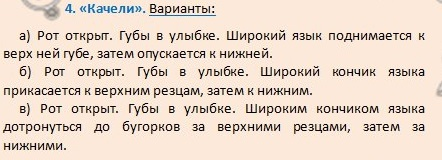 4. «Качели». Варианты:
а) Рот открыт. Губы в улыбке. Широкий язык поднимается к
верх ней губе, затем опускается к нижней.
б) Рот открыт. Губы в улыбке. Широкий кончик языка
прикасается к верхним резцам, затем к нижним.
в) Рот открыт. Губы в улыбке. Широким кончиком языка
дотронуться до бугорков за верхними резцами, затем за
нижними.